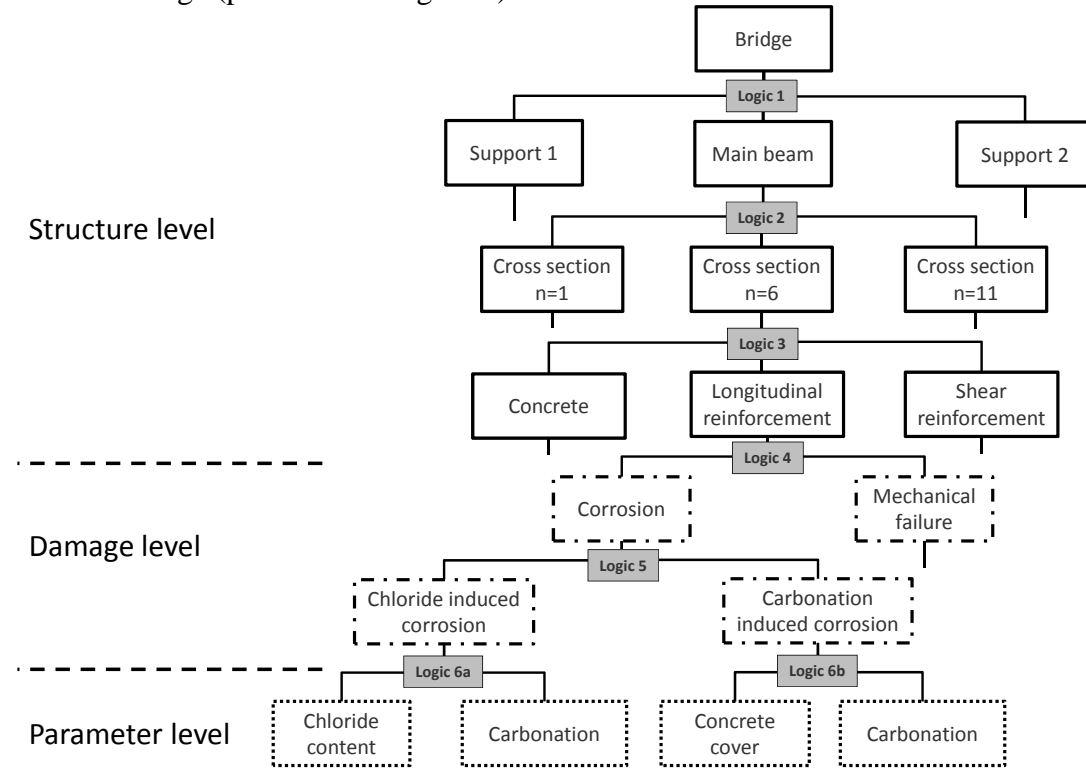 Bridge
Logic 1
Support 1
Main beam
Support 2
Structure level
Logic 2
Cross section
n=1
Cross section
n=6
Cross section
n=11
Logic 3
Concrete
Longitudinal
reinforcement
Shear
reinforcement
Logic 4
Damage level
Corrosion
Mechanical
failure
Logic 5
Chloride induced
corrosion
Carbonation
induced corrosion
Logic 6a
Logic 6b
Parameter level
Chloride
content
Carbonation
Concrete
cover
Carbonation